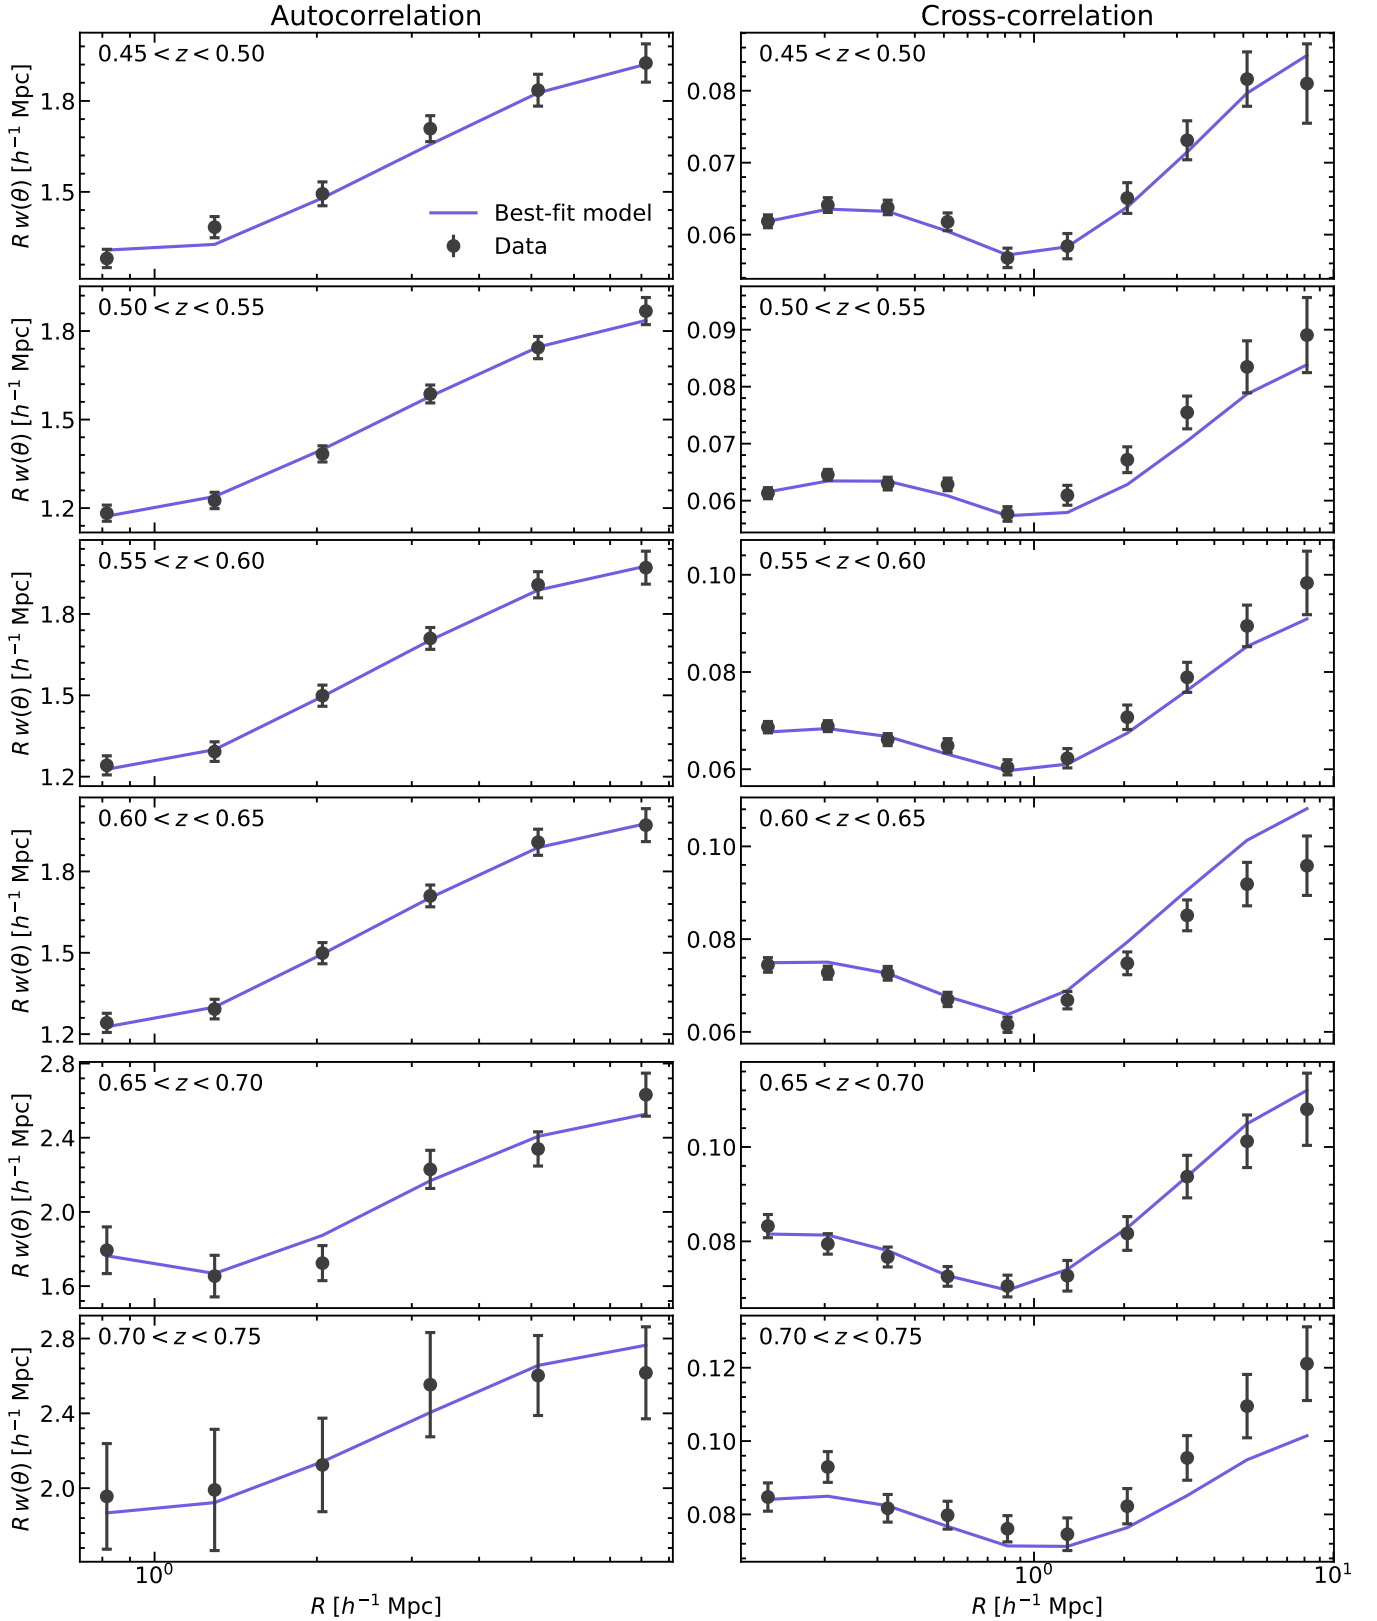 Autocorrelation
Cross-correlation
0.45 < z < 0.50
R w(θ) [h⁻¹ Mpc]
1.8
1.5
Best-fit model
Data
0.45 < z < 0.50
0.08
0.07
0.06
0.50 < z < 0.55
R w(θ) [h⁻¹ Mpc]
1.8
1.5
1.2
0.50 < z < 0.55
0.09
0.08
0.07
0.06
0.55 < z < 0.60
R w(θ) [h⁻¹ Mpc]
1.8
1.5
1.2
0.55 < z < 0.60
0.10
0.08
0.06
0.60 < z < 0.65
R w(θ) [h⁻¹ Mpc]
1.8
1.5
1.2
0.60 < z < 0.65
0.10
0.08
0.06
0.65 < z < 0.70
R w(θ) [h⁻¹ Mpc]
2.8
2.4
2.0
1.6
0.65 < z < 0.70
0.10
0.08
0.70 < z < 0.75
R w(θ) [h⁻¹ Mpc]
2.8
2.4
2.0
10⁰
R [h⁻¹ Mpc]
0.70 < z < 0.75
0.12
0.10
0.08
10⁰
10¹
R [h⁻¹ Mpc]